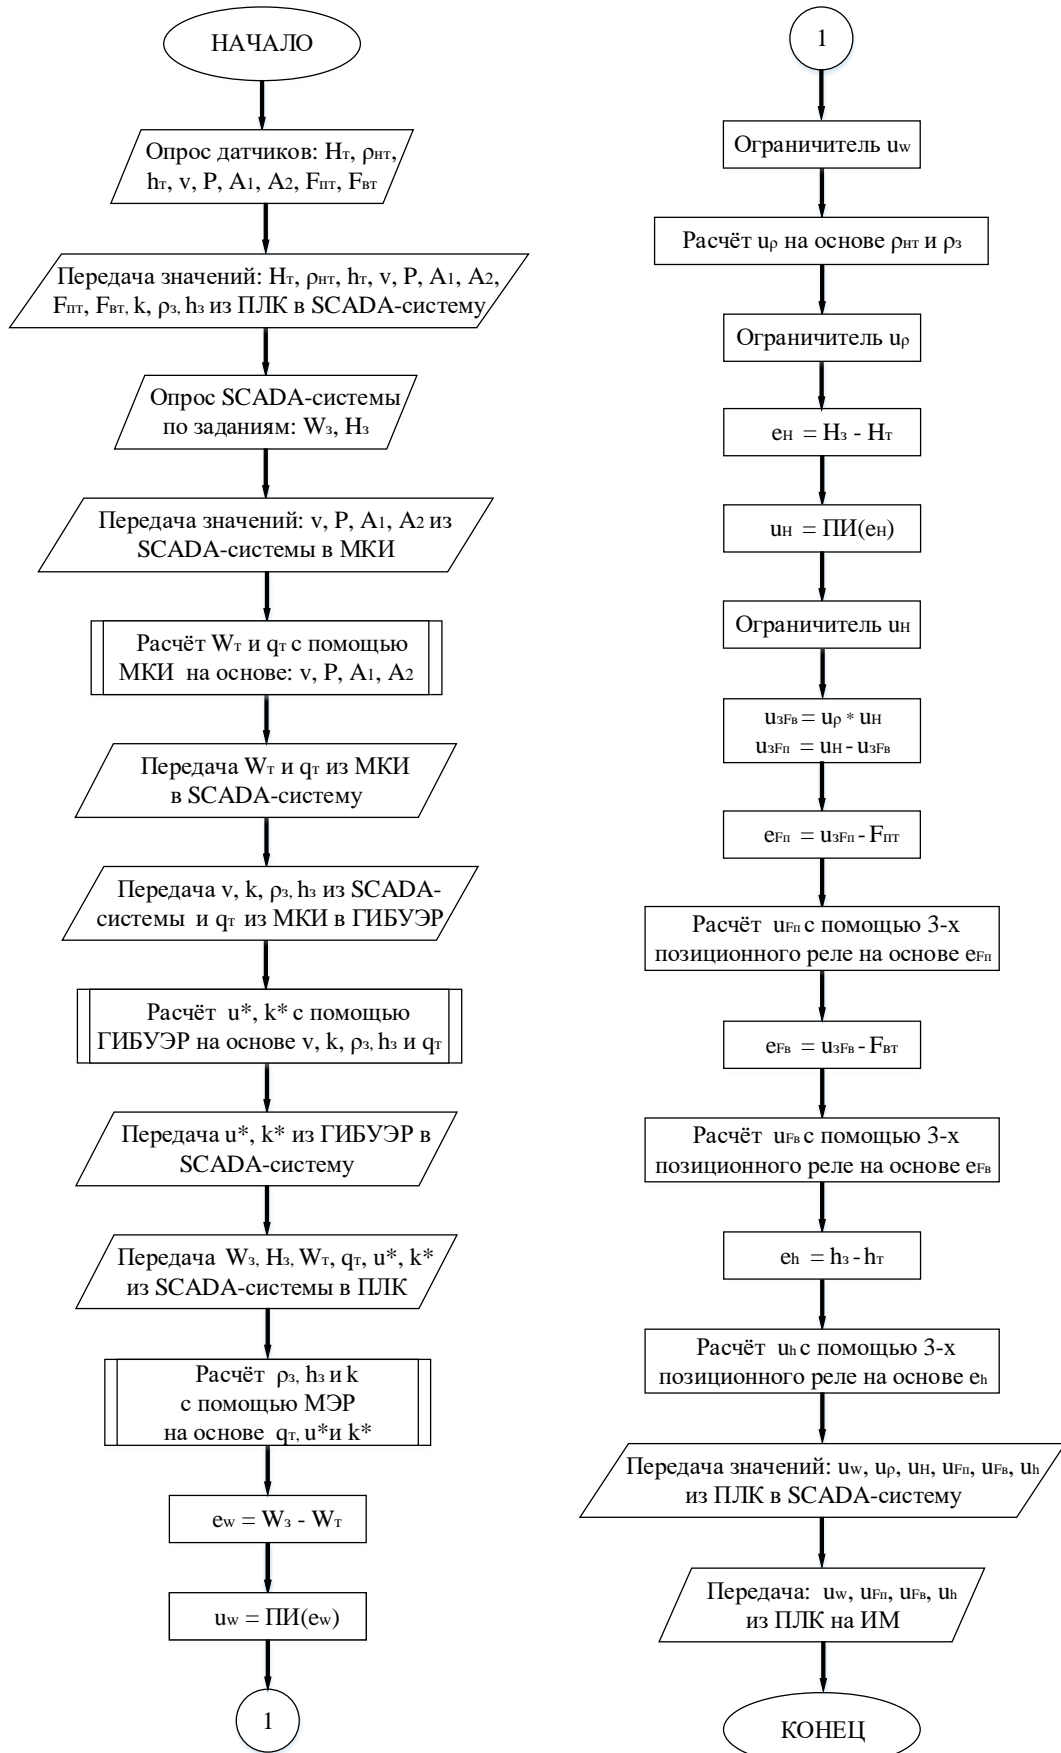 НАЧАЛО
Опрос датчиков: Hт, ρнт,
hт, v, P, A1, A2, Fпт, Fвт
Передача значений: Hт, ρнт, hт, v, P, A1, A2,
Fпт, Fвт, k, ρз, hз из ПЛК в SCADA-систему
Опрос SCADA-системы
по заданиям: Wз, Hз
Передача значений: v, P, A1, A2 из
SCADA-системы в МКИ
Расчёт Wт и qт с помощью
МКИ на основе: v, P, A1, A2
Передача Wт и qт из МКИ
в SCADA-систему
Передача v, k, ρз, hз из SCADA-
системы и qт из МКИ в ГИБУЭР
Расчёт u*, k* с помощью
ГИБУЭР на основе v, k, ρз, hз и qт
Передача u*, k* из ГИБУЭР в
SCADA-систему
Передача Wз, Hз, Wт, qт, u*, k*
из SCADA-системы в ПЛК
Расчёт ρз, hз и k
с помощью МЭР
на основе qт, u*и k*
ew = Wз - Wт
uw = ПИ(ew)
1
1
Ограничитель uw
Расчёт uρ на основе ρнт и ρз
Ограничитель uρ
eH = Hз - Hт
uH = ПИ(eH)
Ограничитель uH
uзFв = uρ * uH
uзFп = uH - uзFв
eFп = uзFп - Fпт
Расчёт uFп с помощью 3-х
позиционного реле на основе eFп
eFв = uзFв - Fвт
Расчёт uFв с помощью 3-х
позиционного реле на основе eFв
eh = hз - hт
Расчёт uh с помощью 3-х
позиционного реле на основе eh
Передача значений: uw, uρ, uH, uFп, uFв, uh
из ПЛК в SCADA-систему
Передача: uw, uFп, uFв, uh
из ПЛК на ИМ
КОНЕЦ